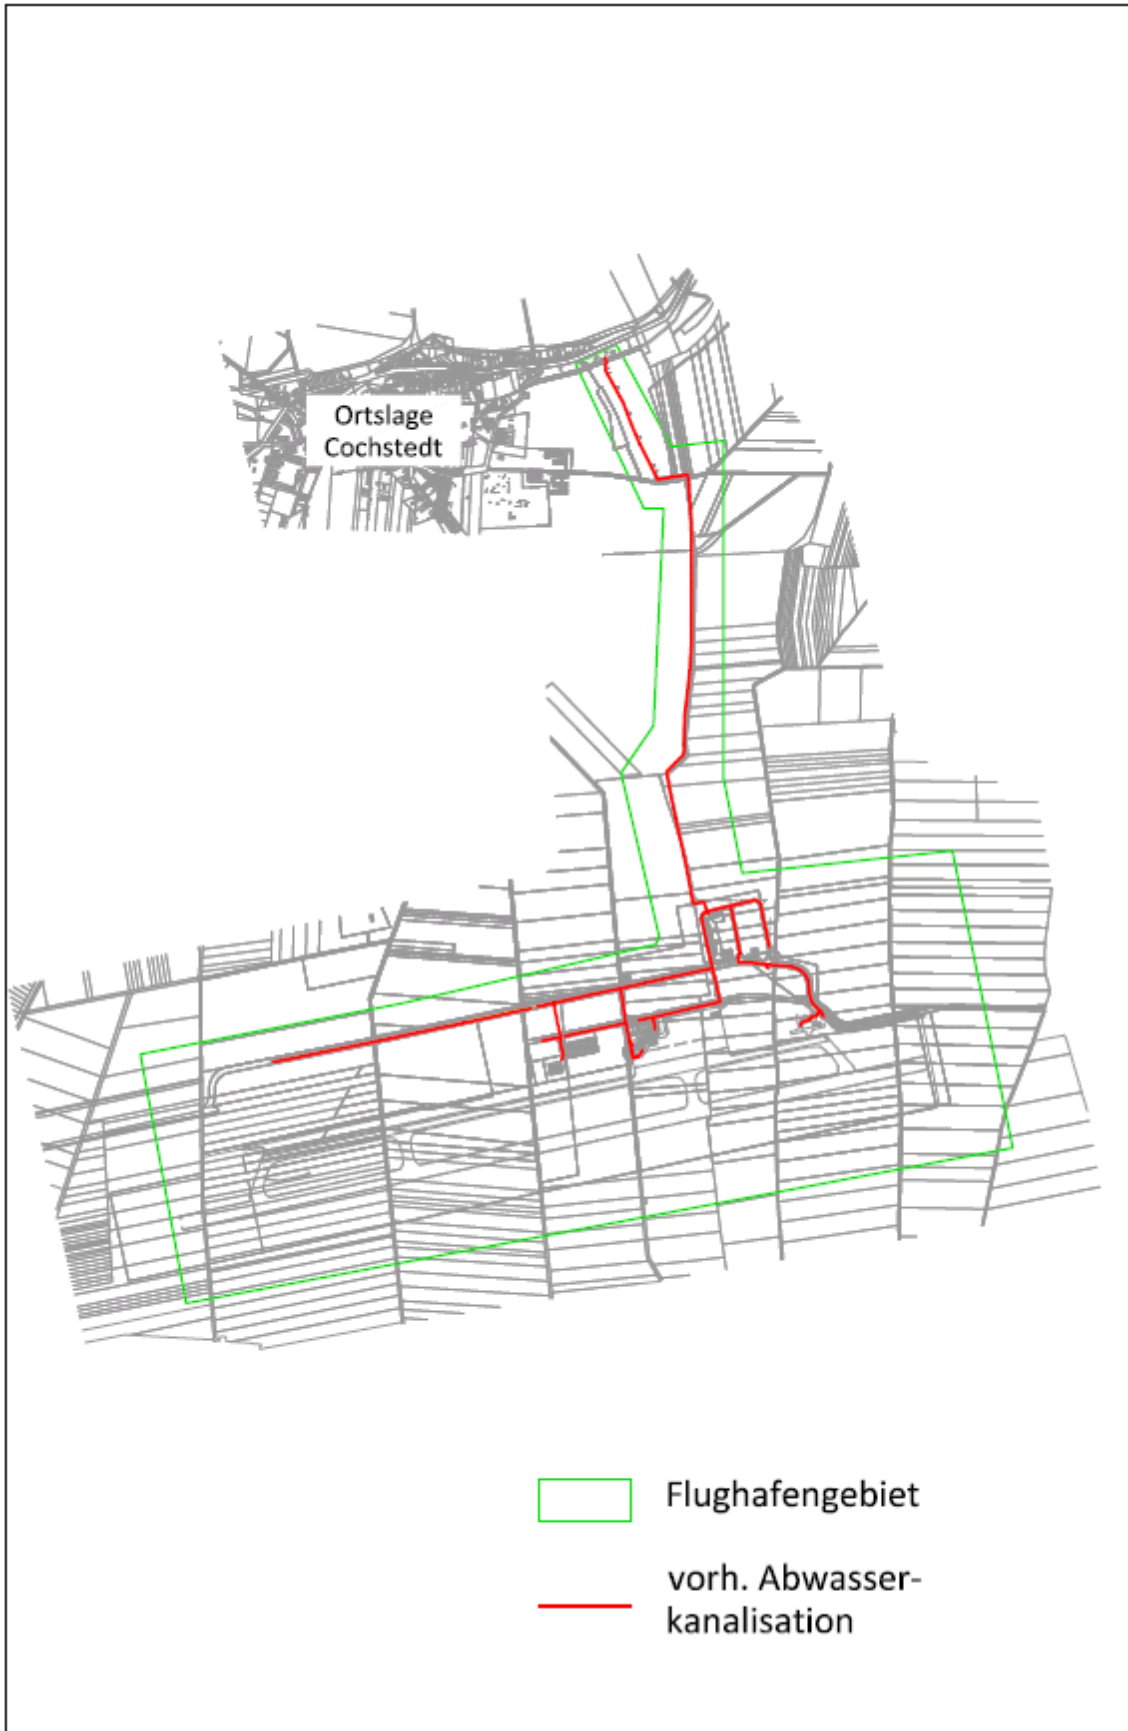 Ortslage
Cochstedt
Flughafengebiet
vorh. Abwasser-
kanalisation